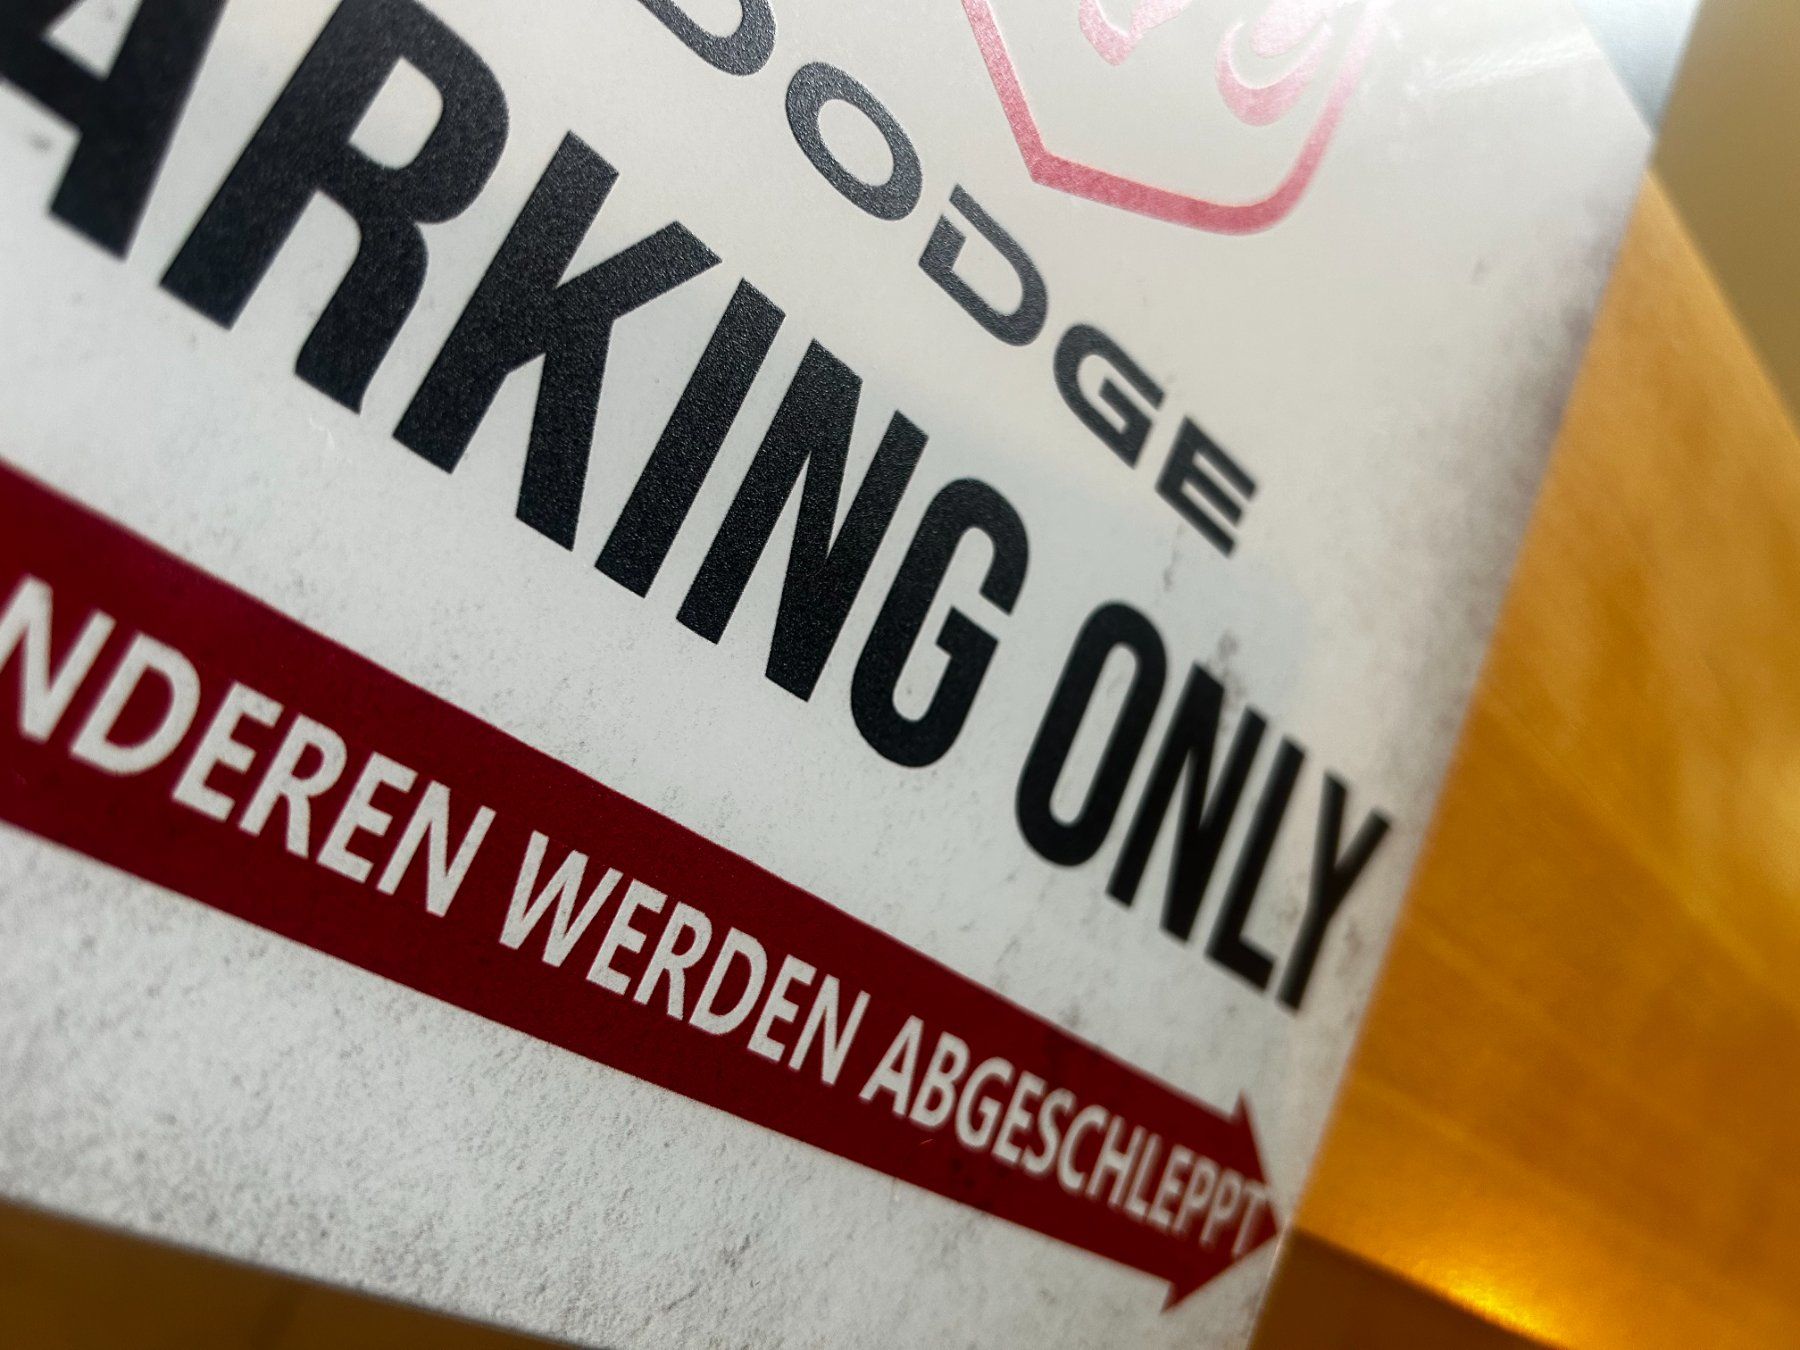 DODGE
ARKING ONLY
NDEREN WERDEN ABGESCHLEPPT